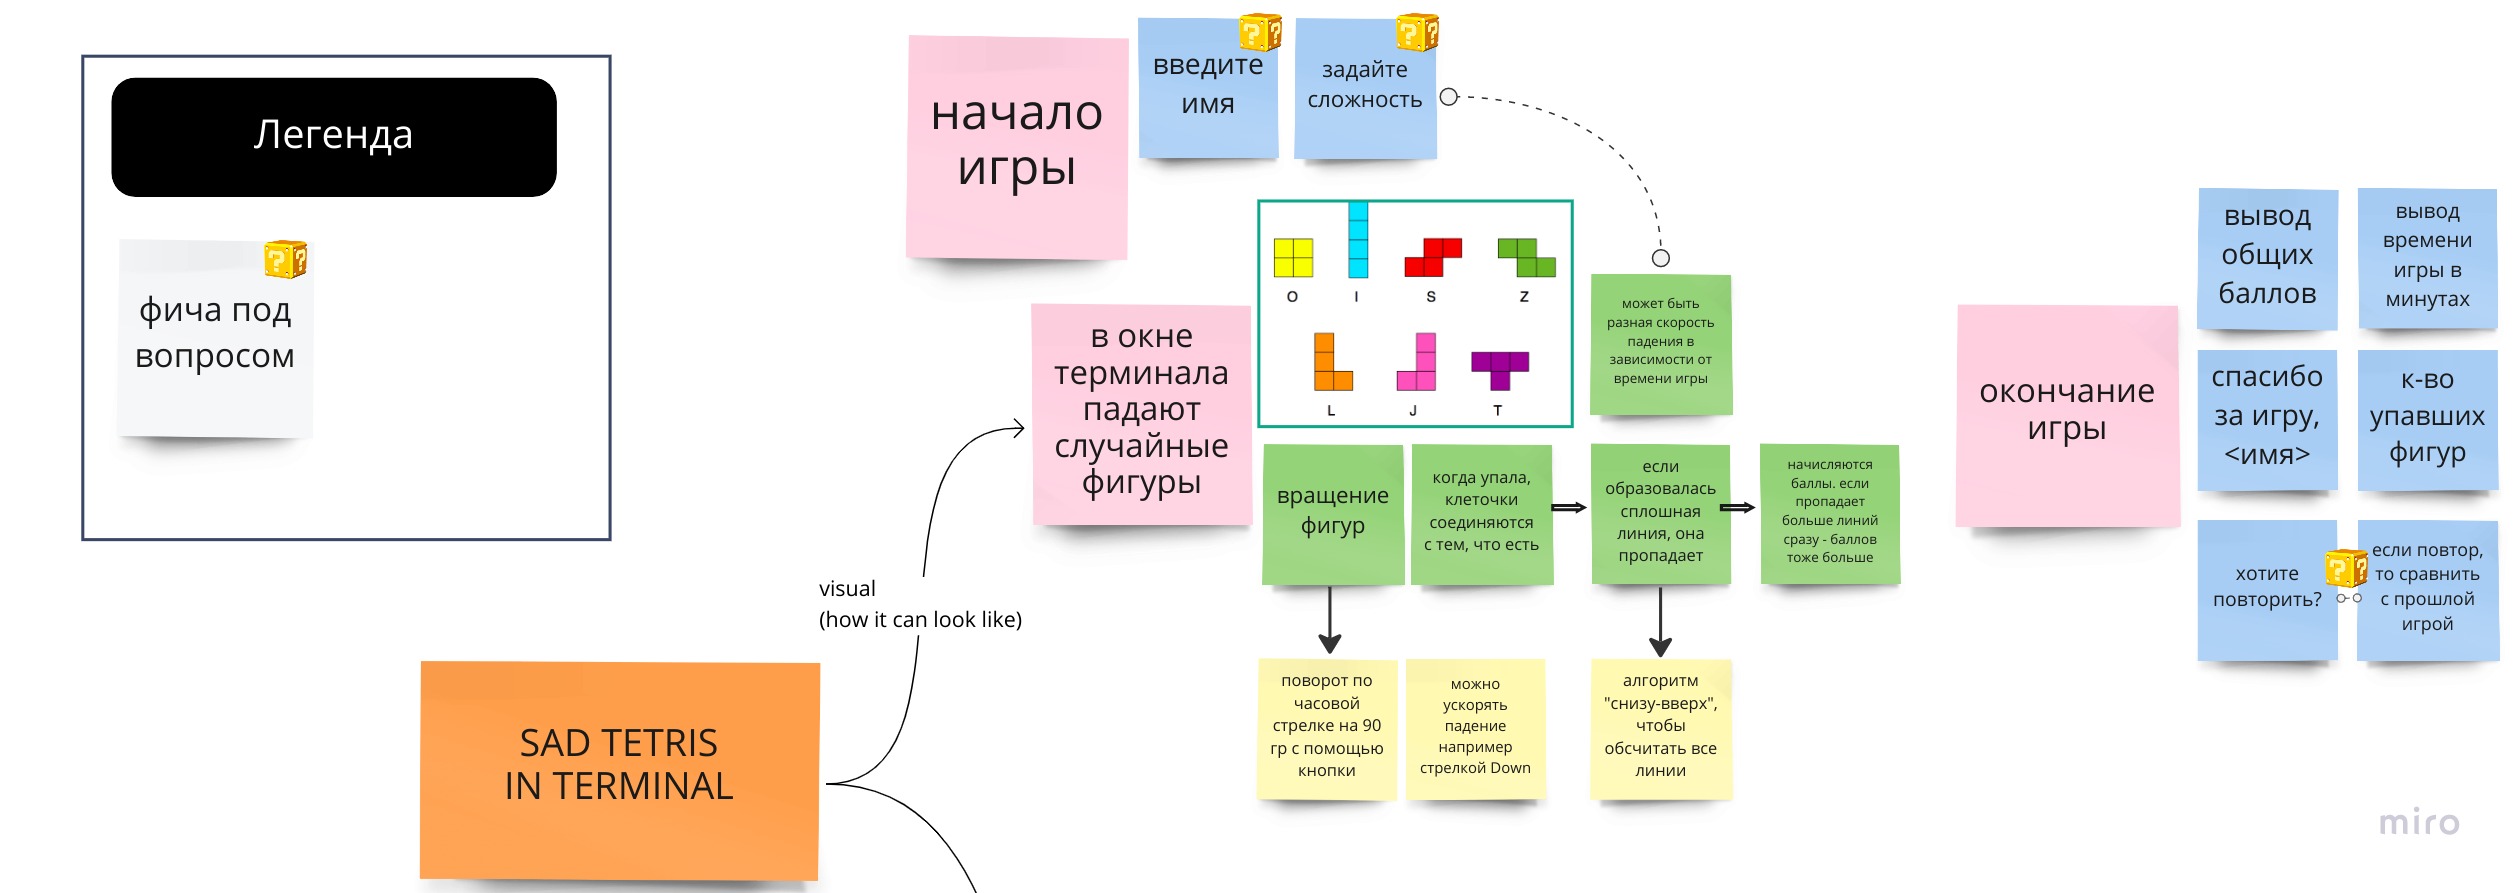 Легенда
фича под
вопросом
начало
игры
введите
имя
задайте
сложность
O
I
S
Z
L
J
T
может быть
разная скорость
падения в
зависимости от
времени игры
в окне
терминала
падают
случайные
фигуры
вращение
фигур
когда упала,
клеточки
соединяются
с тем, что есть
если
образовалась
сплошная
линия, она
пропадает
начисляются
баллы. если
пропадает
больше линий
сразу - баллов
тоже больше
поворот по
часовой
стрелке на 90
гр с помощью
кнопки
можно
ускорять
падение
например
стрелкой Down
алгоритм
"снизу-вверх",
чтобы
обсчитать все
линии
visual
(how it can look like)
SAD TETRIS
IN TERMINAL
окончание
игры
вывод
общих
баллов
вывод
времени
игры в
минутах
спасибо
за игру,
<имя>
к-во
упавших
фигур
хотите
повторить?
если повтор,
то сравнить
с прошлой
игрой
miro